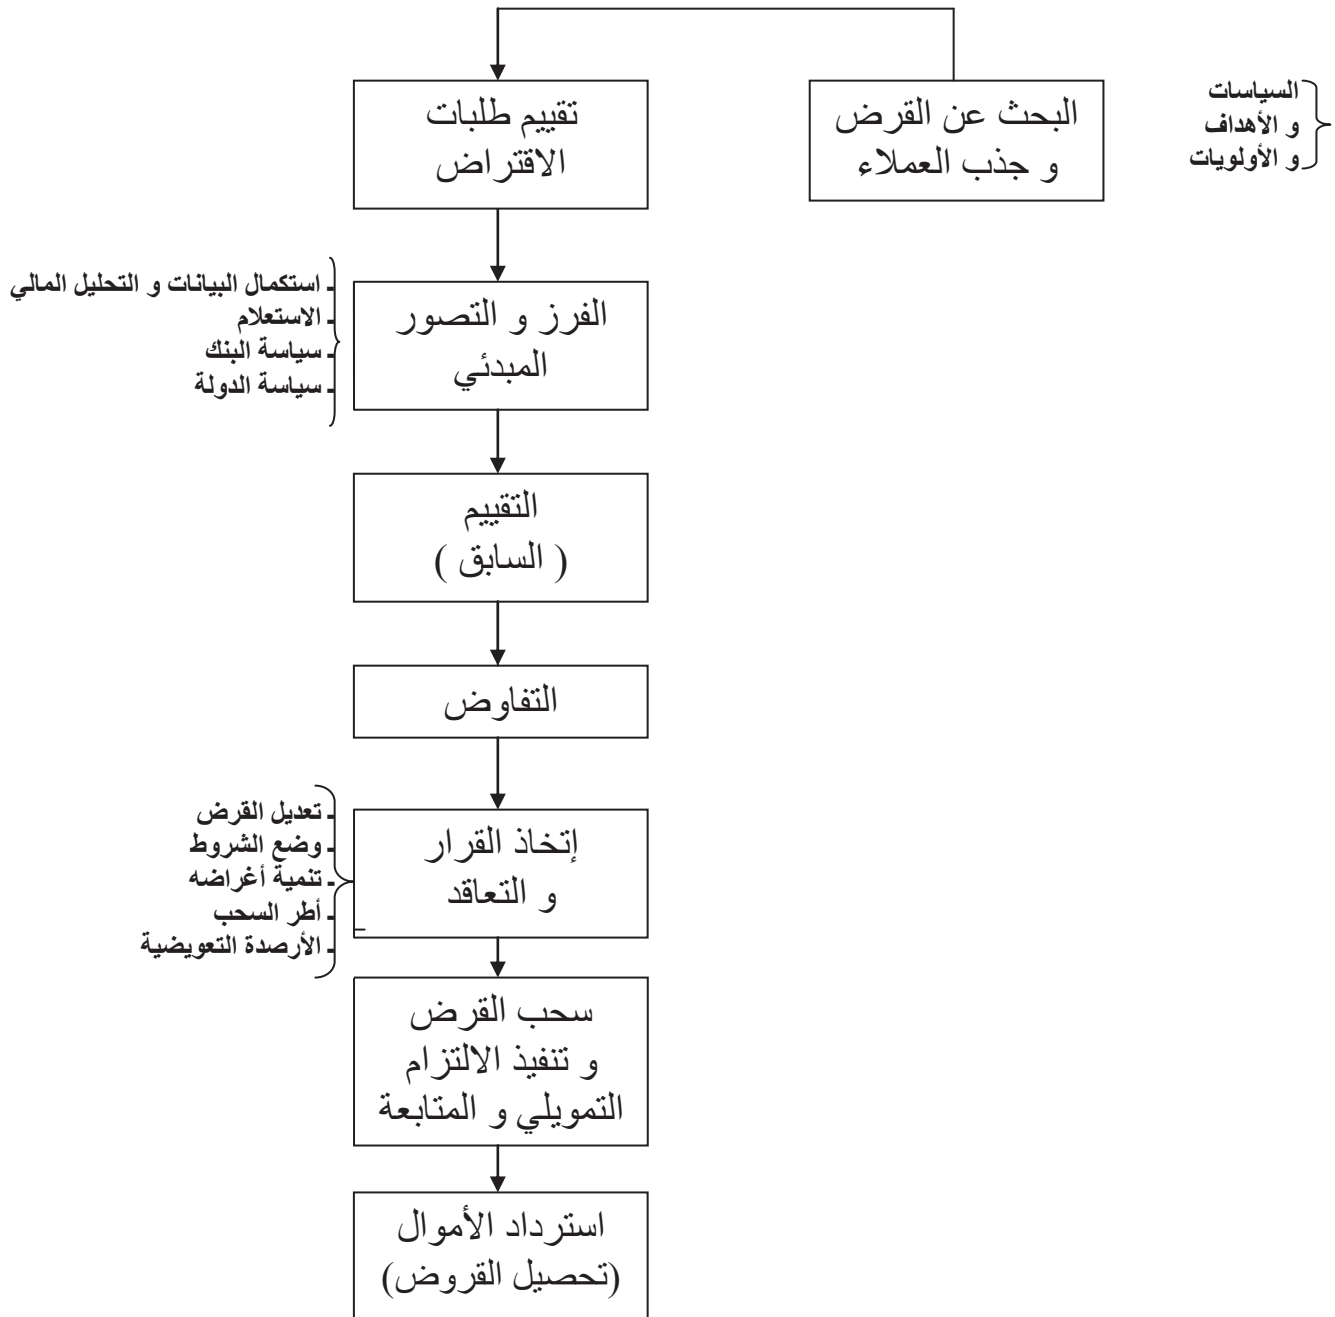 السياسات
و الأهداف
و الأولويات
البحث عن القرض
و جذب العملاء
تقييم طلبات
الاقتراض
الفرز و التصور
المبدئي
ـ استكمال البيانات و التحليل المالي
ـ الاستعلام
ـ سياسة البنك
ـ سياسة الدولة
التقييم
( السابق )
التفاوض
إتخاذ القرار
و التعاقد
ـ تعديل القرض
ـ وضع الشروط
ـ تنمية أغراضه
ـ أطر السحب
ـ الأرصدة التعويضية
سحب القرض
و تنفيذ الالتزام
التمويلي و المتابعة
استرداد الأموال
(تحصيل القروض)